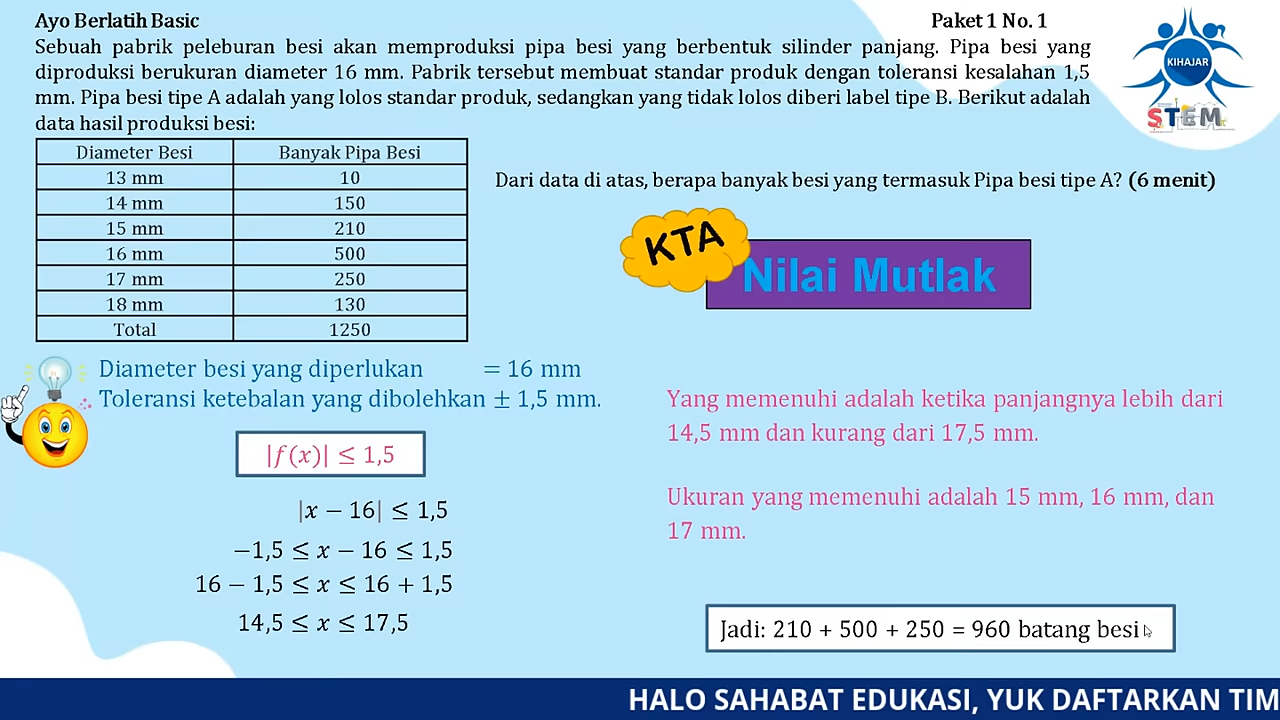 Ayo Berlatih Basic
Paket 1 No. 1
Sebuah pabrik peleburan besi akan memproduksi pipa besi yang berbentuk silinder panjang. Pipa besi yang
diproduksi berukuran diameter 16 mm. Pabrik tersebut membuat standar produk dengan toleransi kesalahan 1,5
mm. Pipa besi tipe A adalah yang lolos standar produk, sedangkan yang tidak lolos diberi label tipe B. Berikut adalah
data hasil produksi besi:
KIHAJAR
STEM
Diameter Besi Banyak Pipa Besi
13 mm 10
14 mm 150
15 mm 210
16 mm 500
17 mm 250
18 mm 130
Total 1250
Dari data di atas, berapa banyak besi yang termasuk Pipa besi tipe A? (6 menit)
KTA
Nilai Mutlak
Diameter besi yang diperlukan = 16 mm
Toleransi ketebalan yang dibolehkan ± 1,5 mm.
|f(x)| ≤ 1,5
|x − 16| ≤ 1,5
−1,5 ≤ x − 16 ≤ 1,5
16 − 1,5 ≤ x ≤ 16 + 1,5
14,5 ≤ x ≤ 17,5
Yang memenuhi adalah ketika panjangnya lebih dari
14,5 mm dan kurang dari 17,5 mm.
Ukuran yang memenuhi adalah 15 mm, 16 mm, dan
17 mm.
Jadi: 210 + 500 + 250 = 960 batang besi
HALO SAHABAT EDUKASI, YUK DAFTARKAN TIM